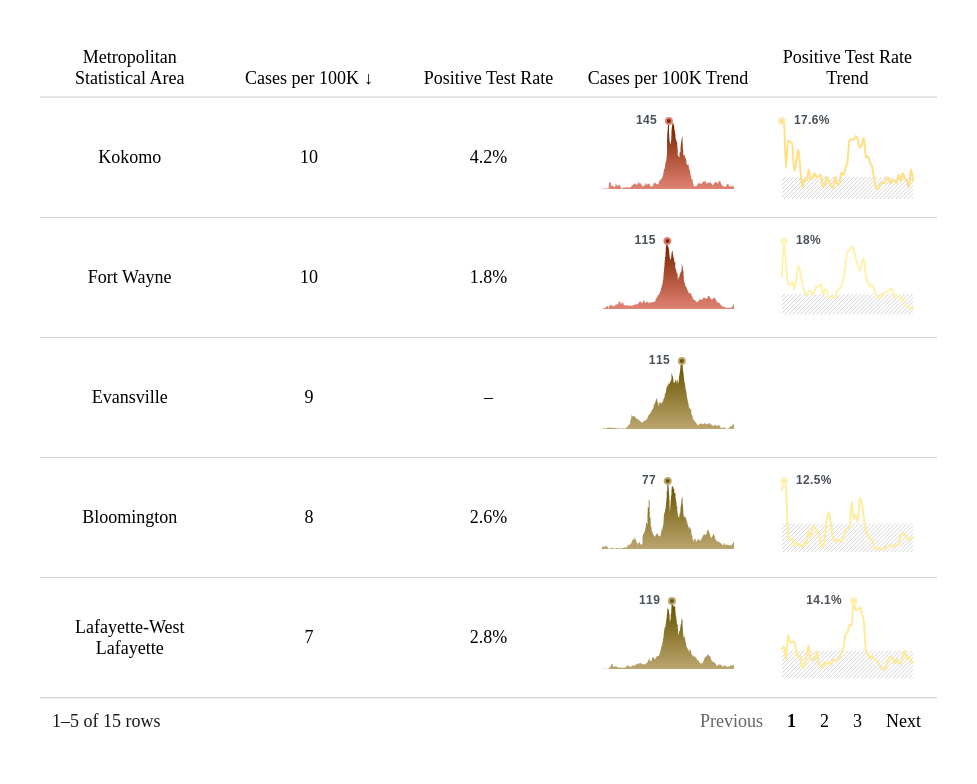 Metropolitan
Statistical Area
Cases per 100K ↓
Positive Test Rate
Cases per 100K Trend
Positive Test Rate
Trend
Kokomo
10
4.2%
145
17.6%
Fort Wayne
10
1.8%
115
18%
Evansville
9
–
115
Bloomington
8
2.6%
77
12.5%
Lafayette-West
Lafayette
7
2.8%
119
14.1%
1–5 of 15 rows
Previous 1 2 3 Next